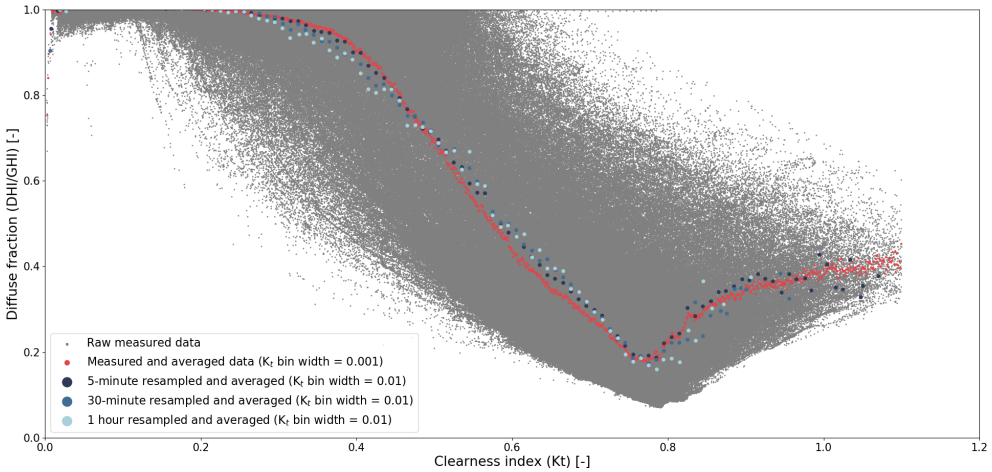 1.0
0.8
0.6
0.4
0.2
0.0
Diffuse fraction (DHI/GHI) [-]
Raw measured data
Measured and averaged data (Kt bin width = 0.001)
5-minute resampled and averaged (Kt bin width = 0.01)
30-minute resampled and averaged (Kt bin width = 0.01)
1 hour resampled and averaged (Kt bin width = 0.01)
0.0 0.2 0.4 0.6 0.8 1.0 1.2
Clearness index (Kt) [-]